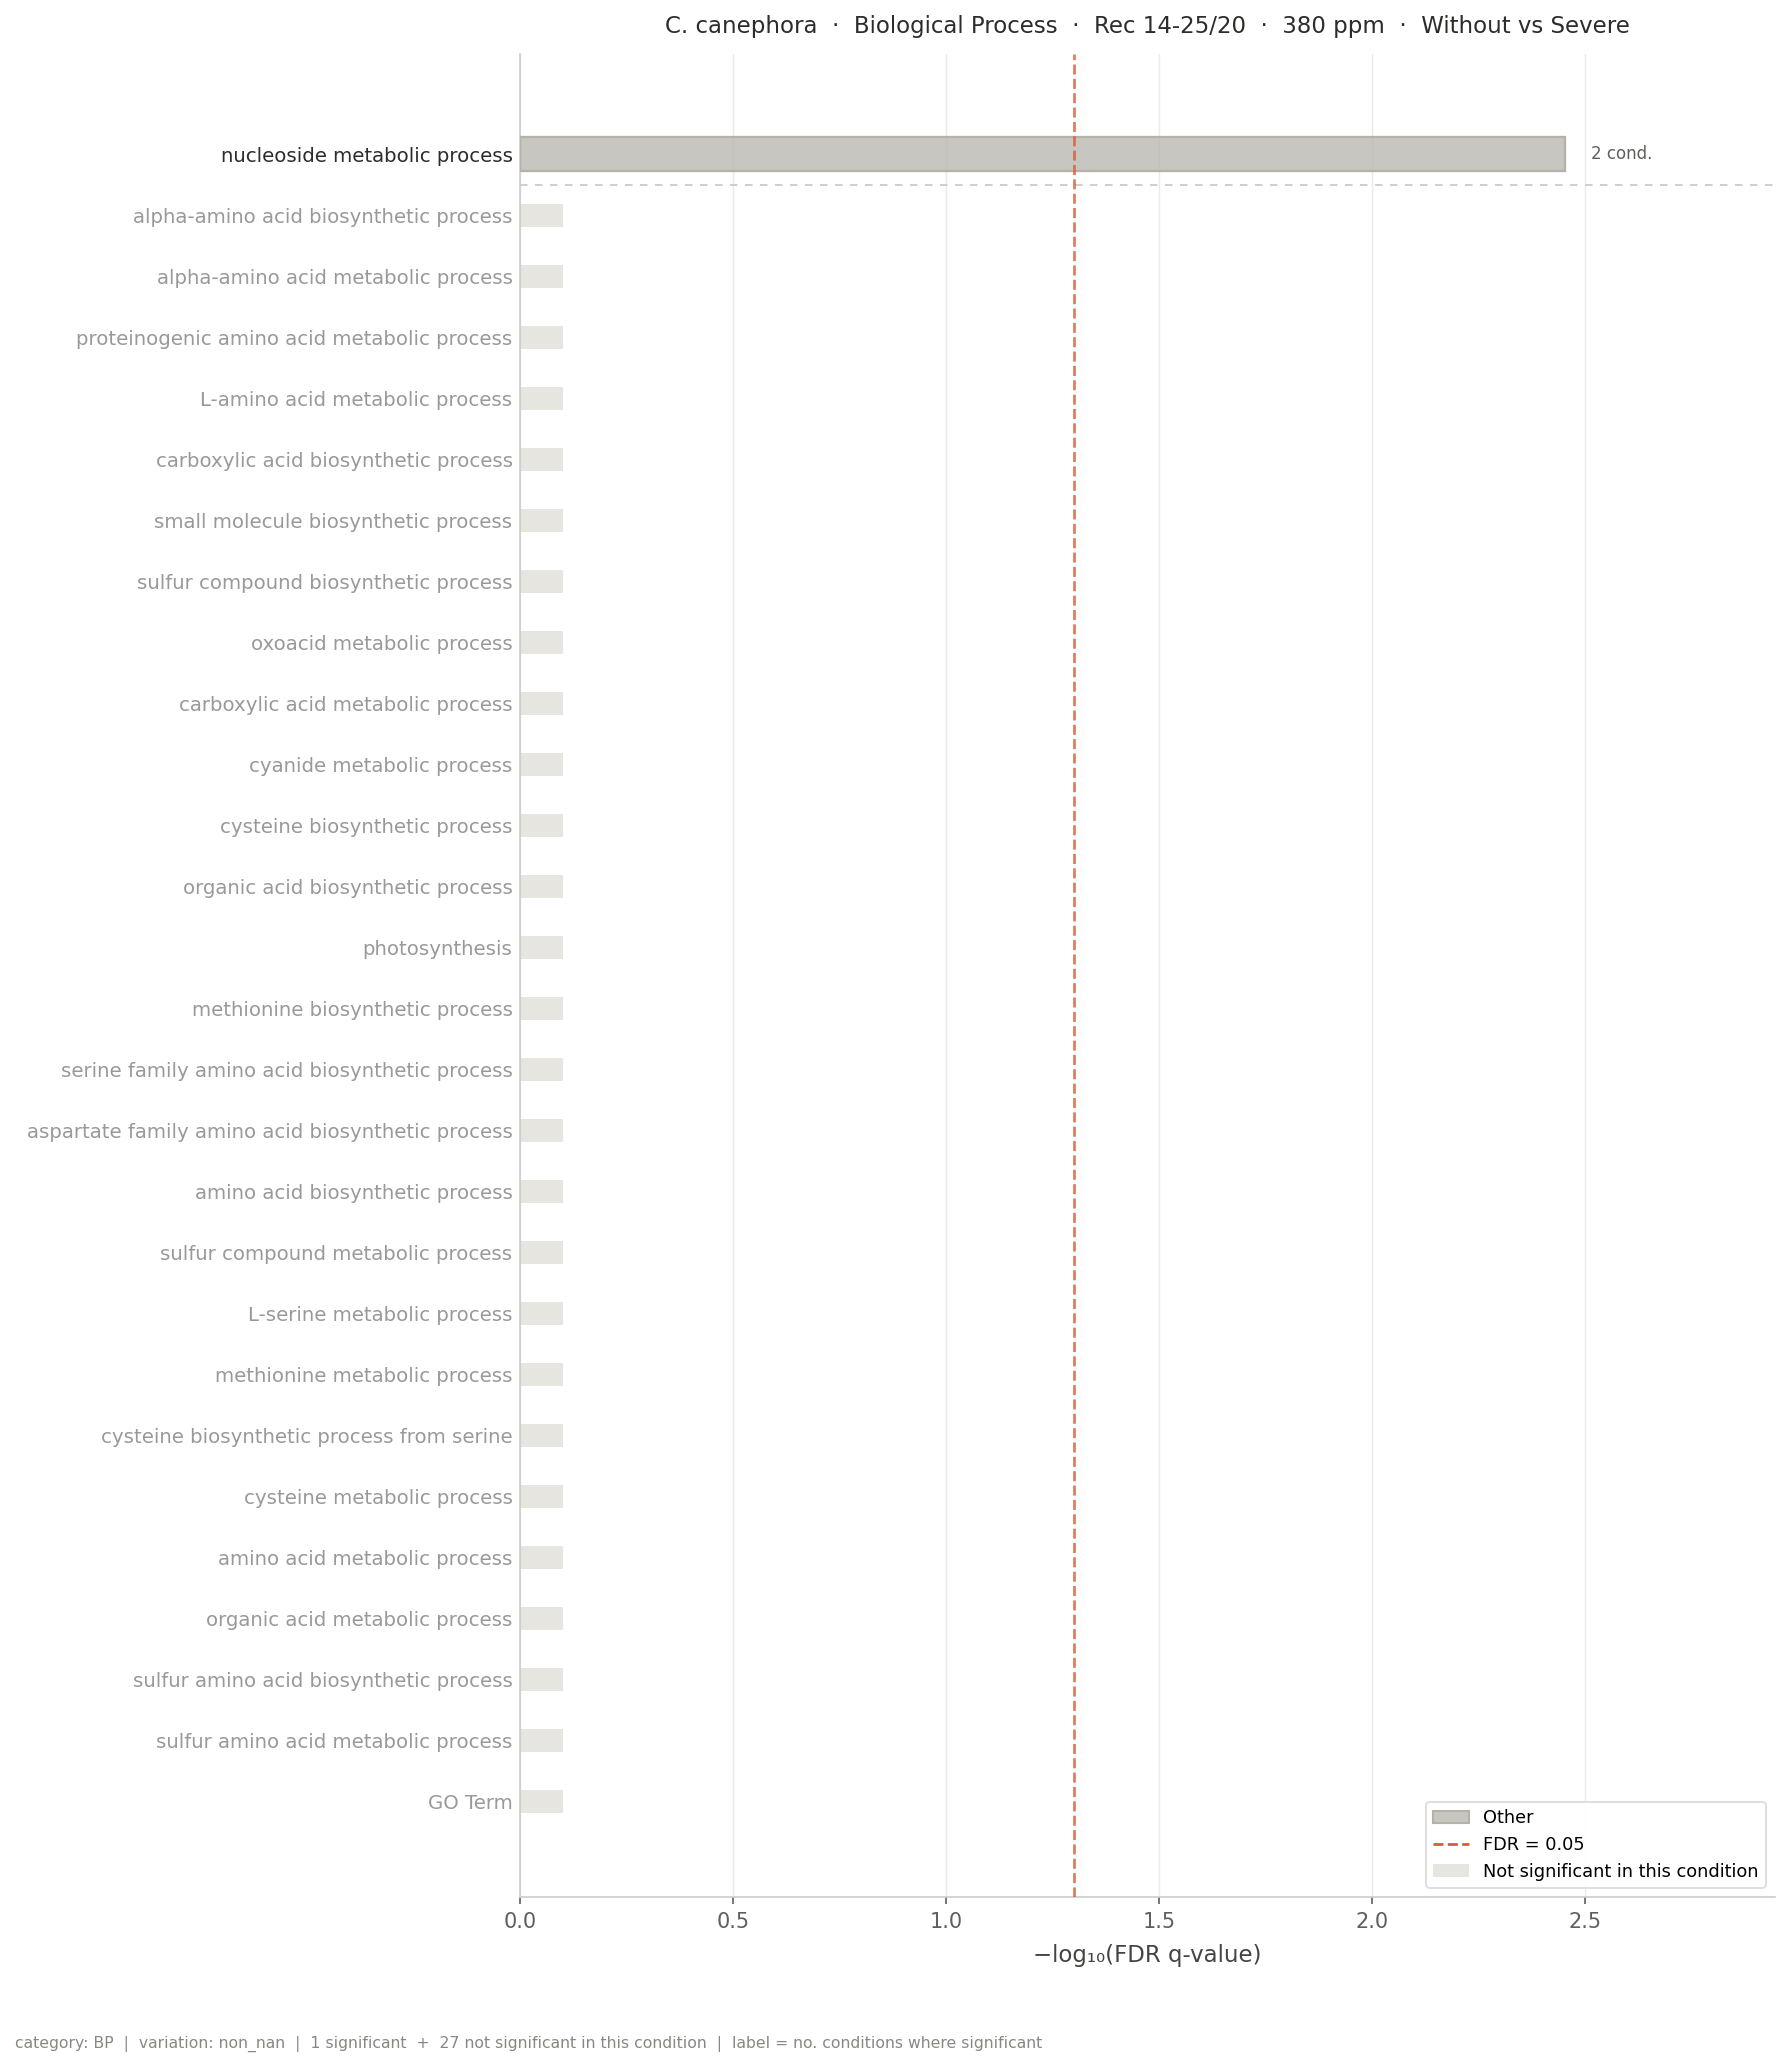 C. canephora · Biological Process · Rec 14-25/20 · 380 ppm · Without vs Severe
nucleoside metabolic process
2 cond.
alpha-amino acid biosynthetic process
alpha-amino acid metabolic process
proteinogenic amino acid metabolic process
L-amino acid metabolic process
carboxylic acid biosynthetic process
small molecule biosynthetic process
sulfur compound biosynthetic process
oxoacid metabolic process
carboxylic acid metabolic process
cyanide metabolic process
cysteine biosynthetic process
organic acid biosynthetic process
photosynthesis
methionine biosynthetic process
serine family amino acid biosynthetic process
aspartate family amino acid biosynthetic process
amino acid biosynthetic process
sulfur compound metabolic process
L-serine metabolic process
methionine metabolic process
cysteine biosynthetic process from serine
cysteine metabolic process
amino acid metabolic process
organic acid metabolic process
sulfur amino acid biosynthetic process
sulfur amino acid metabolic process
GO Term
Other
FDR = 0.05
Not significant in this condition
0.0 0.5 1.0 1.5 2.0 2.5
−log₁₀(FDR q-value)
category: BP | variation: non_nan | 1 significant + 27 not significant in this condition | label = no. conditions where significant